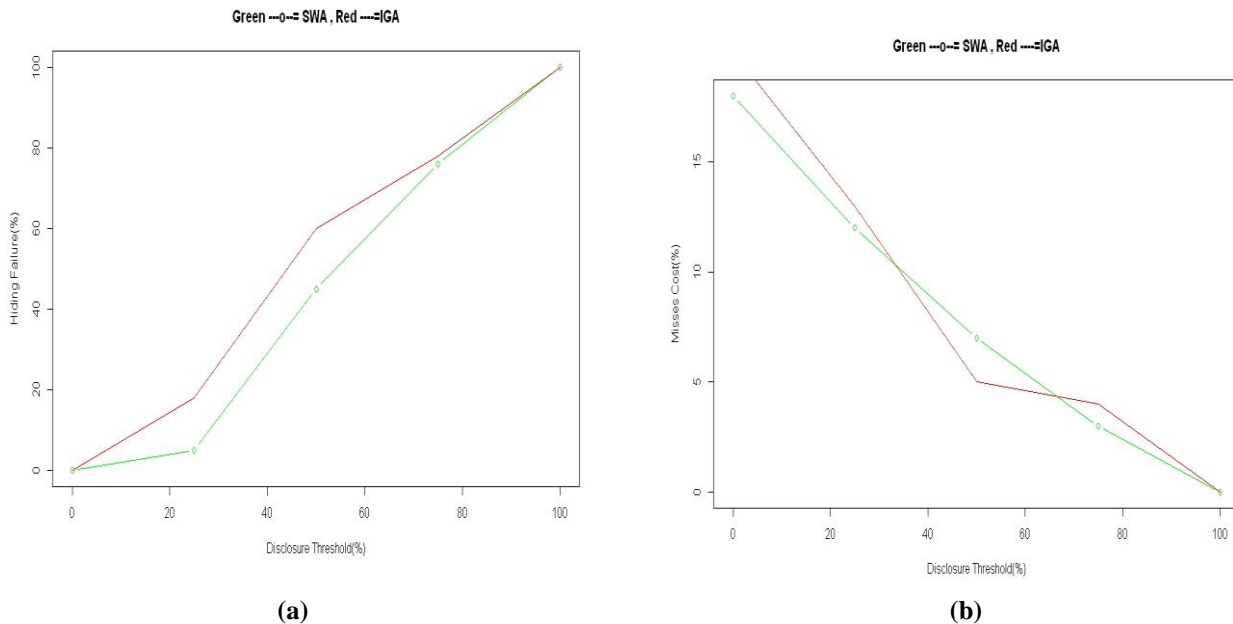 Green ---o--= SWA , Red ----=IGA
Hiding Failure(%)
100
80
60
40
20
0
0 20 40 60 80 100
Disclosure Threshold(%)
(a)
Green ---o--= SWA , Red ----=IGA
Misses Cost(%)
15
10
5
0
0 20 40 60 80 100
Disclosure Threshold(%)
(b)